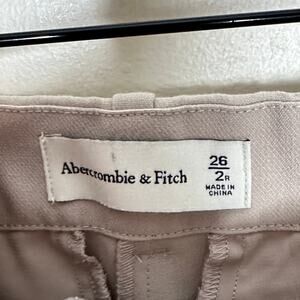 Abercrombie & Fitch
26
2R
MADE IN
CHINA